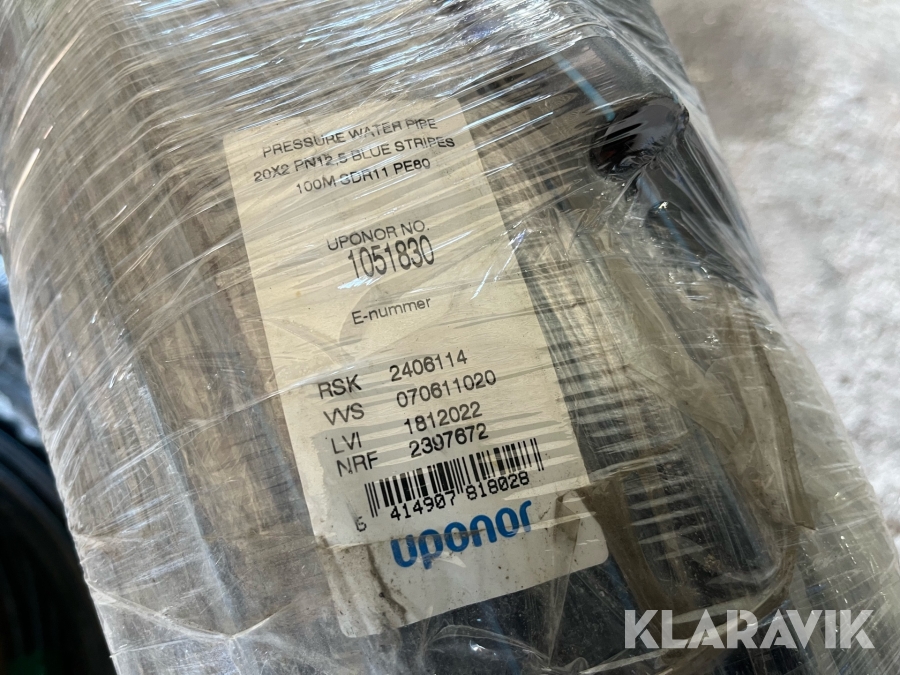 PRESSURE WATER PIPE
20X2 PN12,5 BLUE STRIPES
100M SDR11 PE80
UPONOR NO.
1051830
E-nummer
RSK 2406114
VVS 070611020
LVI 1812022
NRF 2397672
6 414907 818028
uponor
KLARAVIK